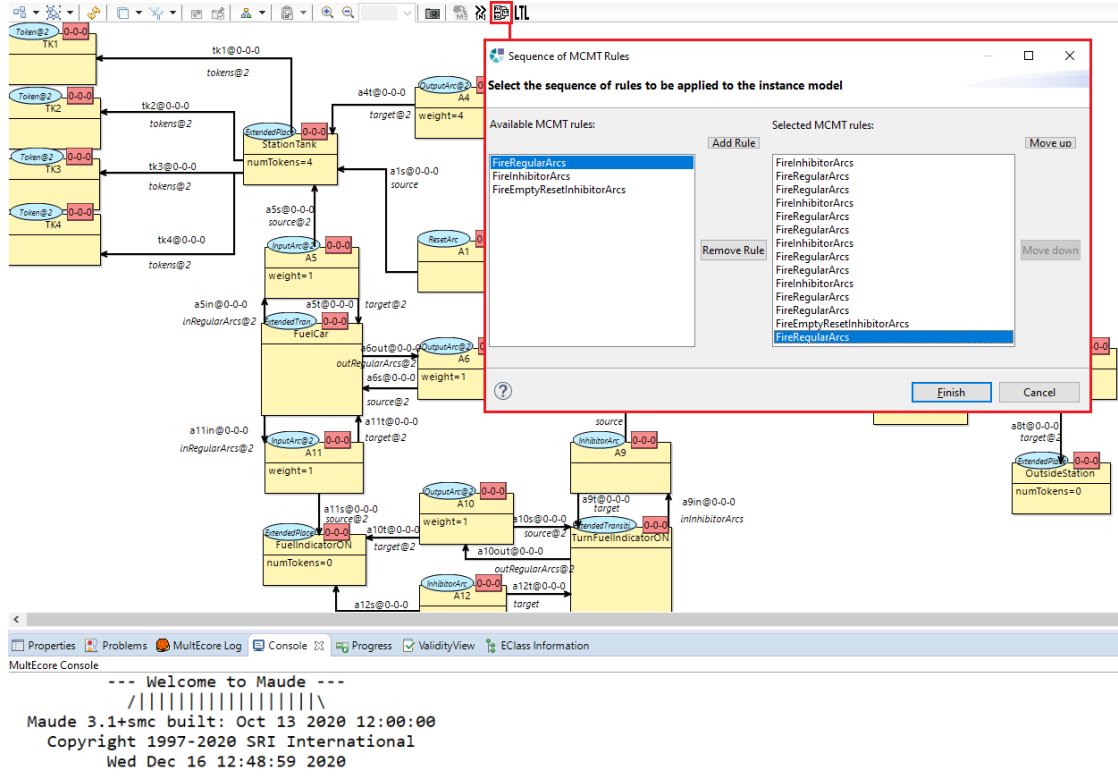 LTL
Sequence of MCMT Rules
Select the sequence of rules to be applied to the instance model
Available MCMT rules:
Selected MCMT rules:
Add Rule
Move up
Remove Rule
Move down
FireRegularArcs
FireInhibitorArcs
FireEmptyResetInhibitorArcs
FireInhibitorArcs
FireRegularArcs
FireRegularArcs
FireInhibitorArcs
FireRegularArcs
FireRegularArcs
FireInhibitorArcs
FireRegularArcs
FireRegularArcs
FireInhibitorArcs
FireRegularArcs
FireRegularArcs
FireEmptyResetInhibitorArcs
FireRegularArcs
Finish
Cancel
Token@2 0-0-0
TK1
tk1@0-0-0
tokens@2
Token@2 0-0-0
TK2
tk2@0-0-0
tokens@2
Token@2 0-0-0
TK3
tk3@0-0-0
tokens@2
Token@2 0-0-0
TK4
tk4@0-0-0
tokens@2
ExtendedPlace 0-0-0
StationTank
numTokens=4
a4t@0-0-0
target@2
OutputArc@2
A4
weight=4
a1s@0-0-0
source
ResetArc
A1
a5s@0-0-0
source@2
InputArc@2 0-0-0
A5
weight=1
a5in@0-0-0
inRegularArcs@2
a5t@0-0-0
target@2
ExtendedTran 0-0-0
FuelCar
a6out@0-0-0
outRegularArcs@2
a6s@0-0-0
source@2
OutputArc@2
A6
weight=1
a11in@0-0-0
inRegularArcs@2
a11t@0-0-0
target@2
InputArc@2 0-0-0
A11
weight=1
a11s@0-0-0
source@2
ExtendedPlace 0-0-0
FuelIndicatorON
numTokens=0
a10t@0-0-0
target@2
OutputArc@2 0-0-0
A10
weight=1
a10s@0-0-0
source@2
a10out@0-0-0
outRegularArcs@2
source
InhibitorArc 0-0-0
A9
a9t@0-0-0
target
a9in@0-0-0
inInhibitorArcs
ExtendedTransiti 0-0-0
TurnFuelIndicatorON
InhibitorArc 0-0-0
A12
a12s@0-0-0
a12t@0-0-0
target
a8t@0-0-0
target@2
ExtendedPlace 0-0-0
OutsideStation
numTokens=0
Properties Problems MultEcore Log Console Progress ValidityView EClass Information
MultEcore Console
--- Welcome to Maude ---
/||||||||||||||||||\
Maude 3.1+smc built: Oct 13 2020 12:00:00
Copyright 1997-2020 SRI International
Wed Dec 16 12:48:59 2020